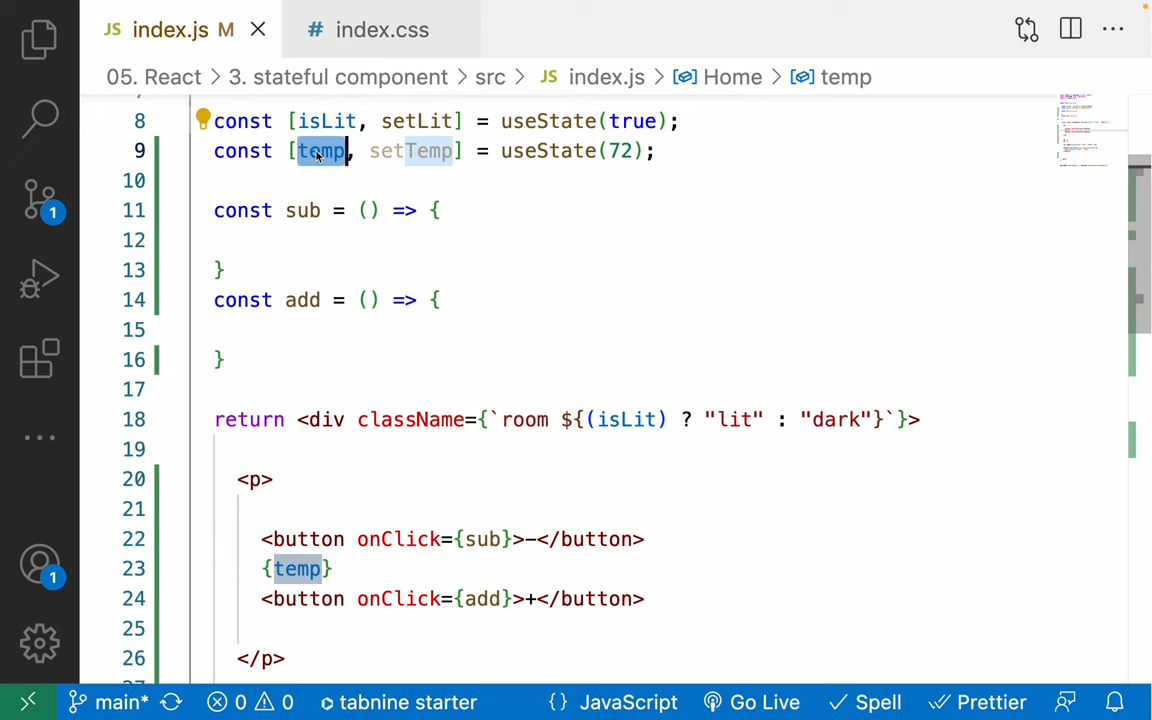 JS index.js M
# index.css
05. React > 3. stateful component > src > JS index.js > Home > temp
8 const [isLit, setLit] = useState(true);
9 const [temp, setTemp] = useState(72);
10
11 const sub = () => {
12
13 }
14 const add = () => {
15
16 }
17
18 return <div className={`room ${(isLit) ? "lit" : "dark"}`}>
19
20 <p>
21
22 <button onClick={sub}>−</button>
23 {temp}
24 <button onClick={add}>+</button>
25
26 </p>
1
1
main* 0 0 tabnine starter {} JavaScript Go Live Spell Prettier